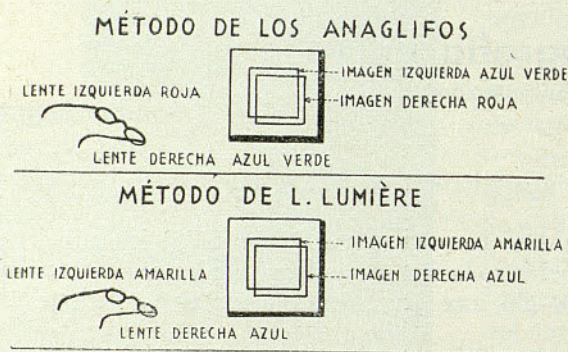 MÉTODO DE LOS ANAGLIFOS
IMAGEN IZQUIERDA AZUL VERDE
LENTE IZQUIERDA ROJA
IMAGEN DERECHA ROJA
LENTE DERECHA AZUL VERDE
MÉTODO DE L. LUMIÈRE
IMAGEN IZQUIERDA AMARILLA
LENTE IZQUIERDA AMARILLA
IMAGEN DERECHA AZUL
LENTE DERECHA AZUL